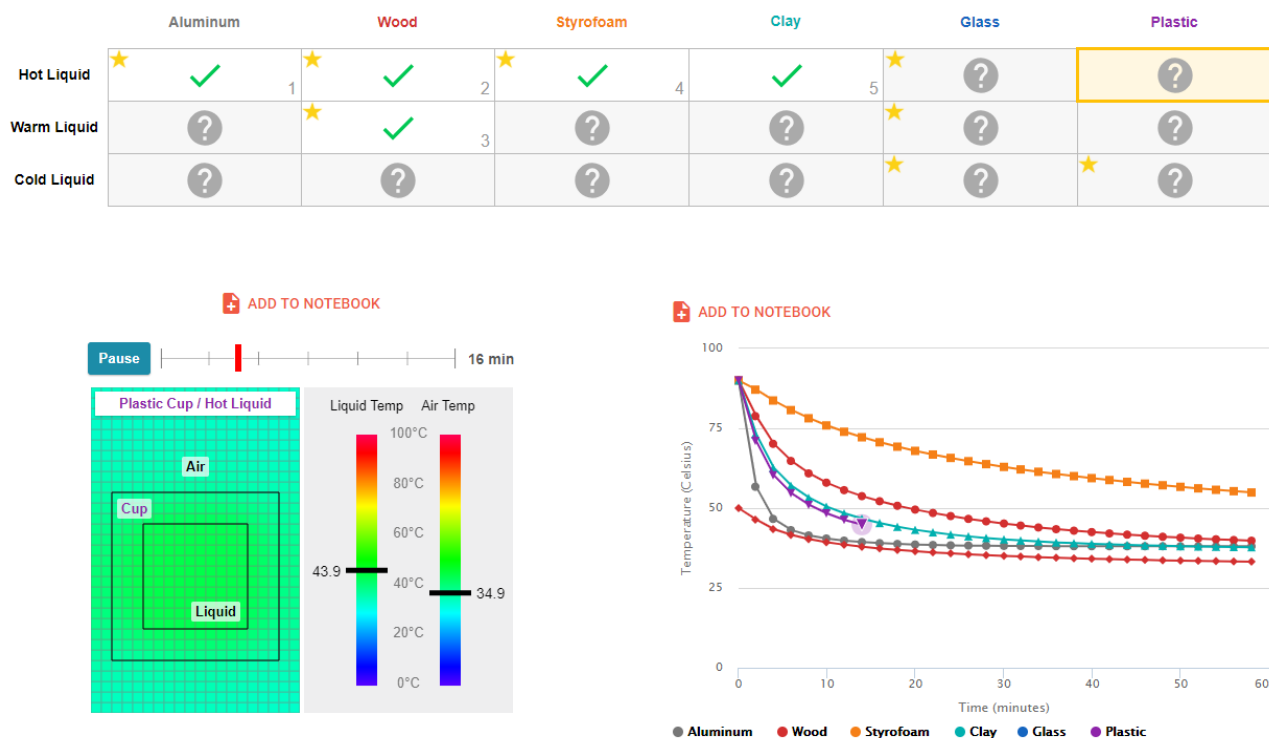 Aluminum Wood Styrofoam Clay Glass Plastic
Hot Liquid 1 2 4 5 ? ?
Warm Liquid ? 3 ? ? ? ?
Cold Liquid ? ? ? ? ? ?
ADD TO NOTEBOOK
ADD TO NOTEBOOK
Pause 16 min
Plastic Cup / Hot Liquid
Air
Cup
Liquid
Liquid Temp Air Temp
100°C
80°C
60°C
43.9 40°C 34.9
20°C
0°C
100
75
50
25
0
Temperature (Celsius)
0 10 20 30 40 50 60
Time (minutes)
Aluminum Wood Styrofoam Clay Glass Plastic